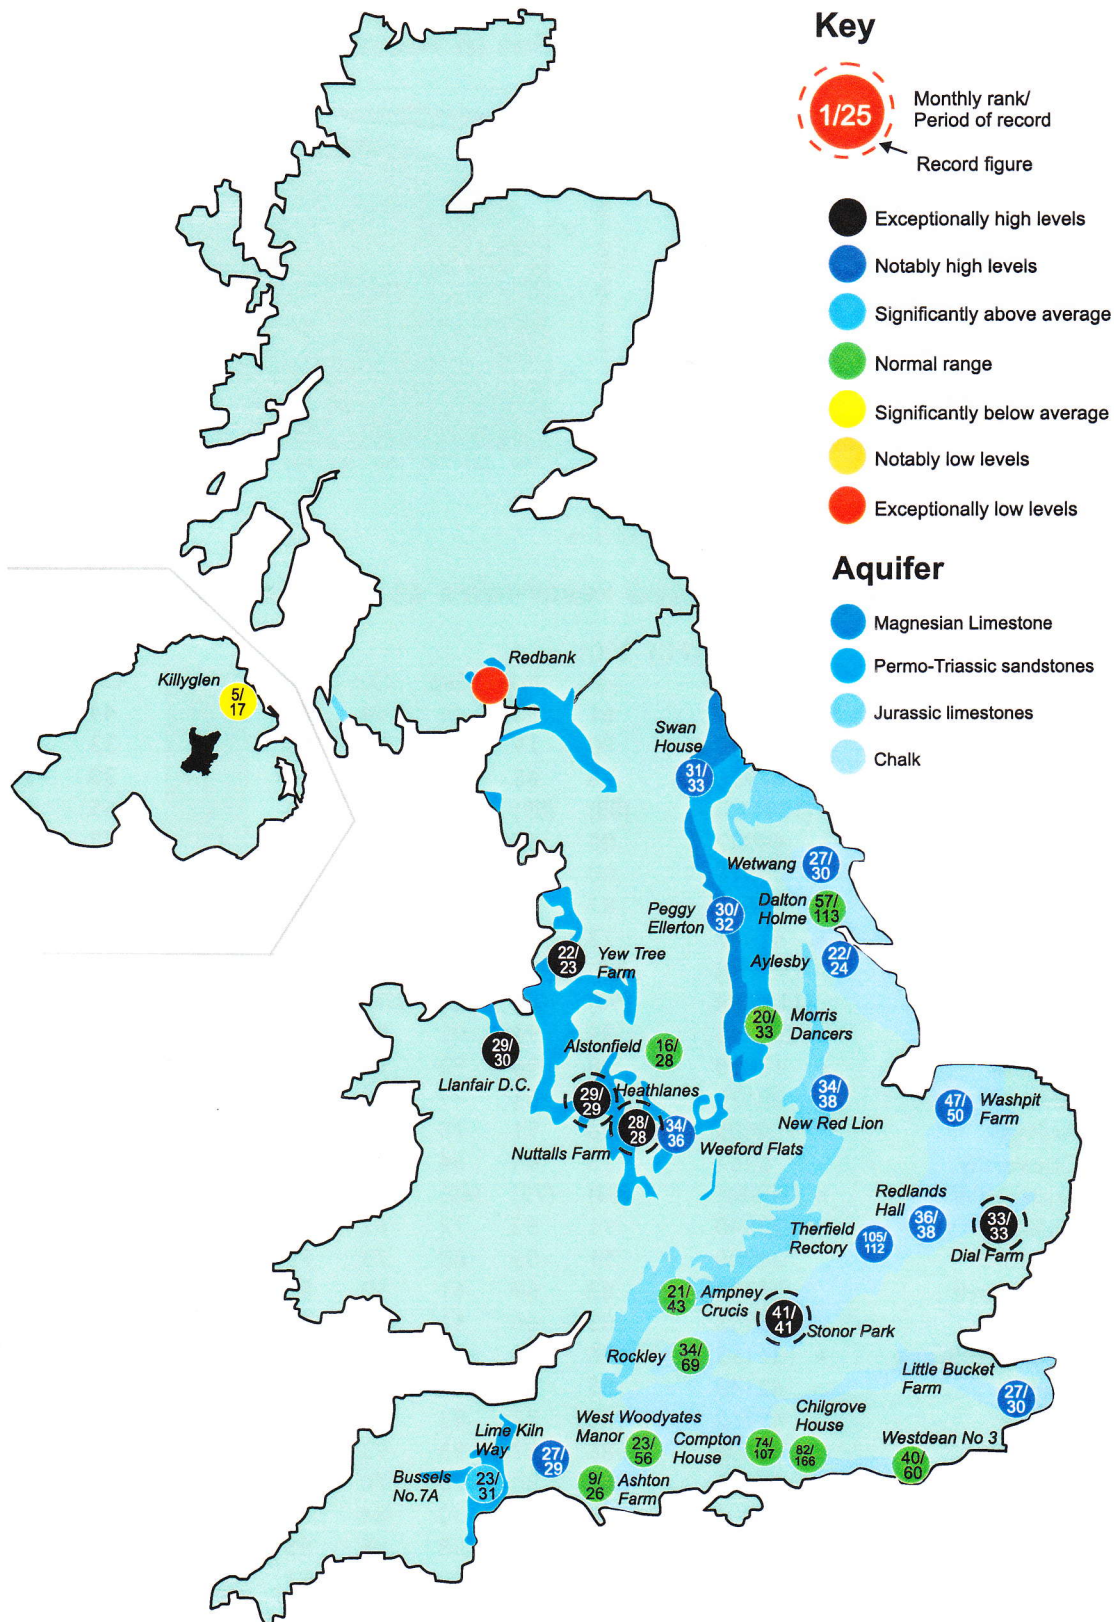 Key
1/25
Monthly rank/
Period of record
Record figure
Exceptionally high levels
Notably high levels
Significantly above average
Normal range
Significantly below average
Notably low levels
Exceptionally low levels
Aquifer
Magnesian Limestone
Permo-Triassic sandstones
Jurassic limestones
Chalk
Redbank
Killyglen
5/
17
Swan
House
31/
33
Wetwang
27/
30
Dalton
Holme
57/
113
Peggy
Ellerton
30/
32
Aylesby
22/
24
22/
23
Yew Tree
Farm
20/
33
Morris
Dancers
29/
30
Llanfair D.C.
Alstonfield
16/
28
Heathlanes
29/
29
28/
28
Nuttalls Farm
34/
36
Weeford Flats
34/
38
New Red Lion
47/
50
Washpit
Farm
Redlands
Hall
36/
38
33/
33
Dial Farm
Therfield
Rectory
105/
112
21/
43
Ampney
Crucis
41/
41
Stonor Park
Rockley
34/
69
Little Bucket
Farm
27/
30
Chilgrove
House
82/
166
Westdean No 3
40/
60
West Woodyates
Manor
23/
56
Compton
House
74/
107
Lime Kiln
Way
27/
29
Bussels
No.7A
23/
31
9/
26
Ashton
Farm